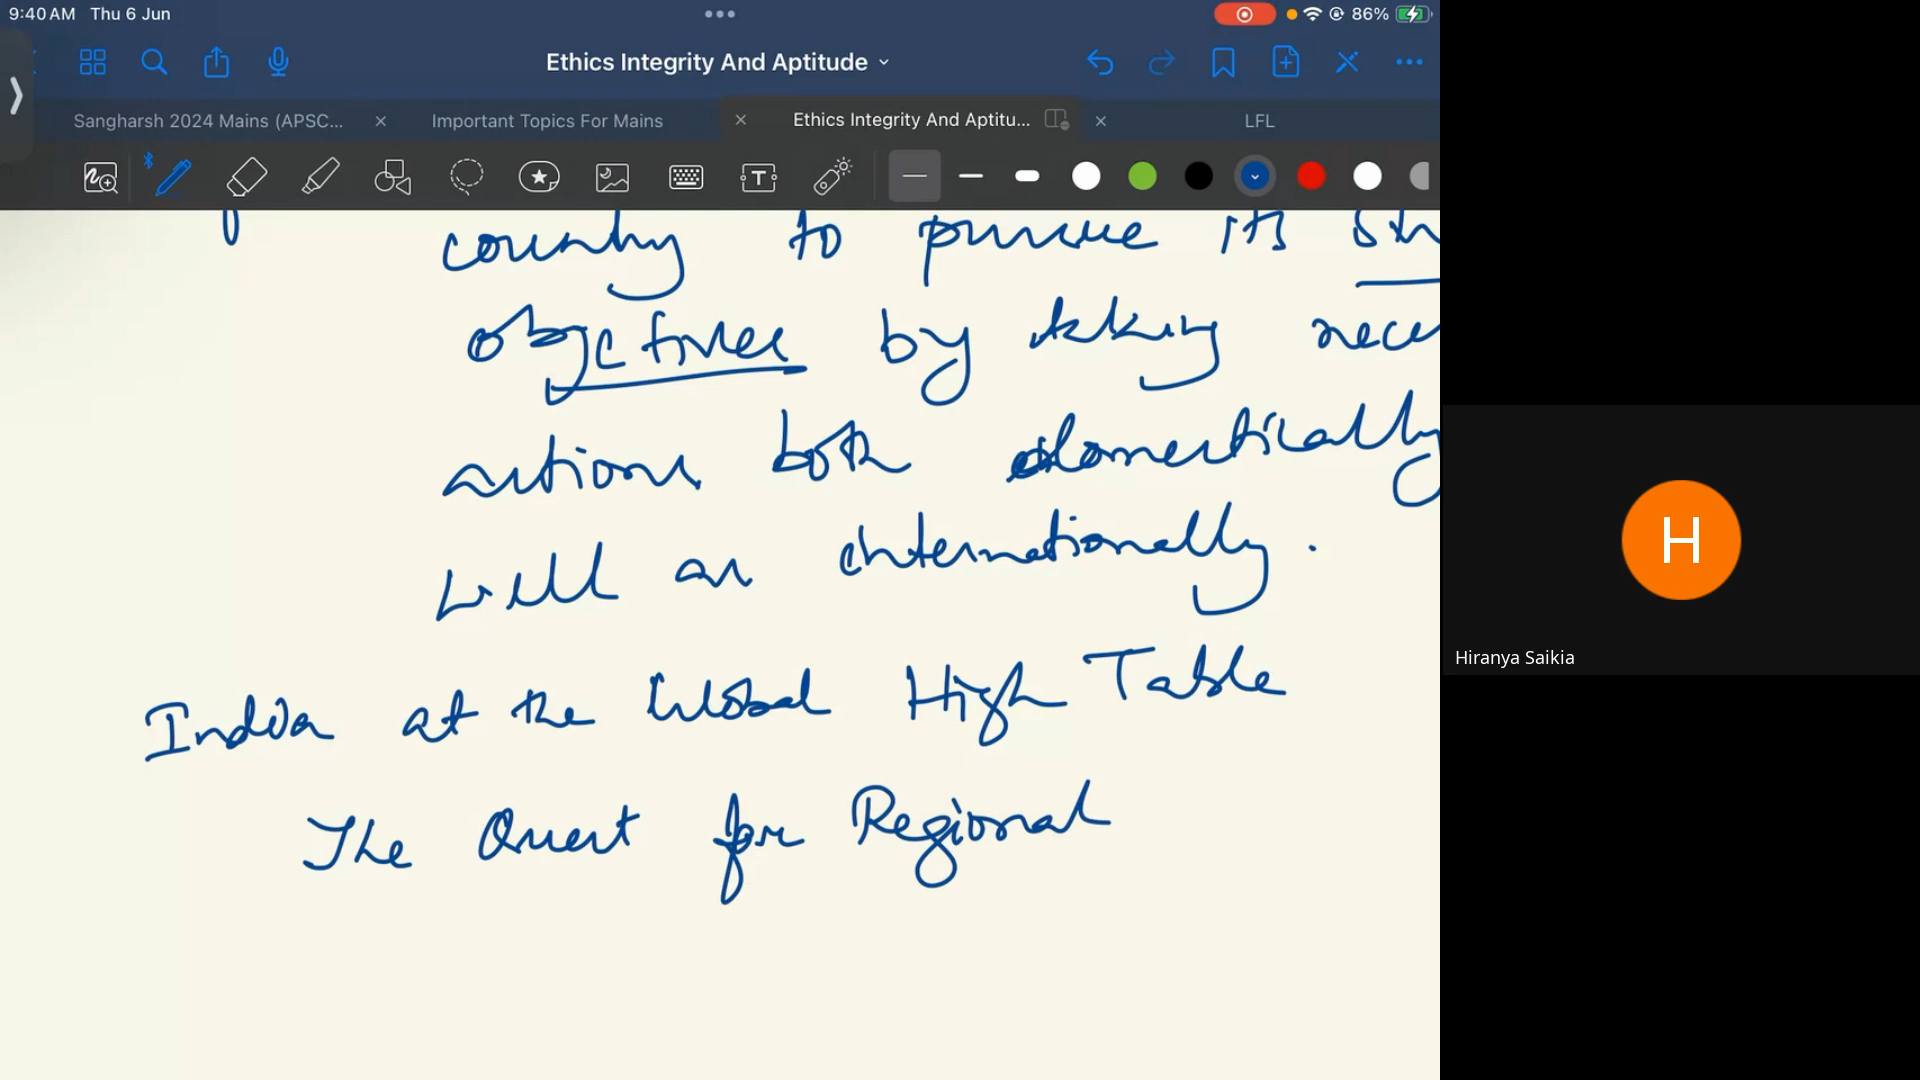 9:40 AM Thu 6 Jun
86%
Ethics Integrity And Aptitude
Sangharsh 2024 Mains (APSC...
Important Topics For Mains
Ethics Integrity And Aptitu...
LFL
country to pursue its
objectives by taking
actions both domestically
well as internationally.
India at the Global High Table
The Quest for Regional
H
Hiranya Saikia